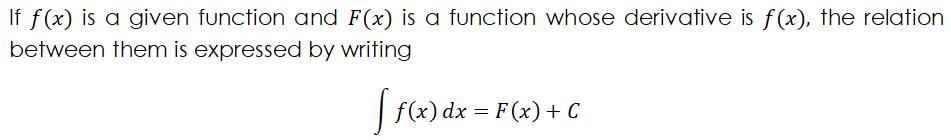 If f(x) is a given function and F(x) is a function whose derivative is f(x), the relation
between them is expressed by writing
∫ f(x) dx = F(x) + C